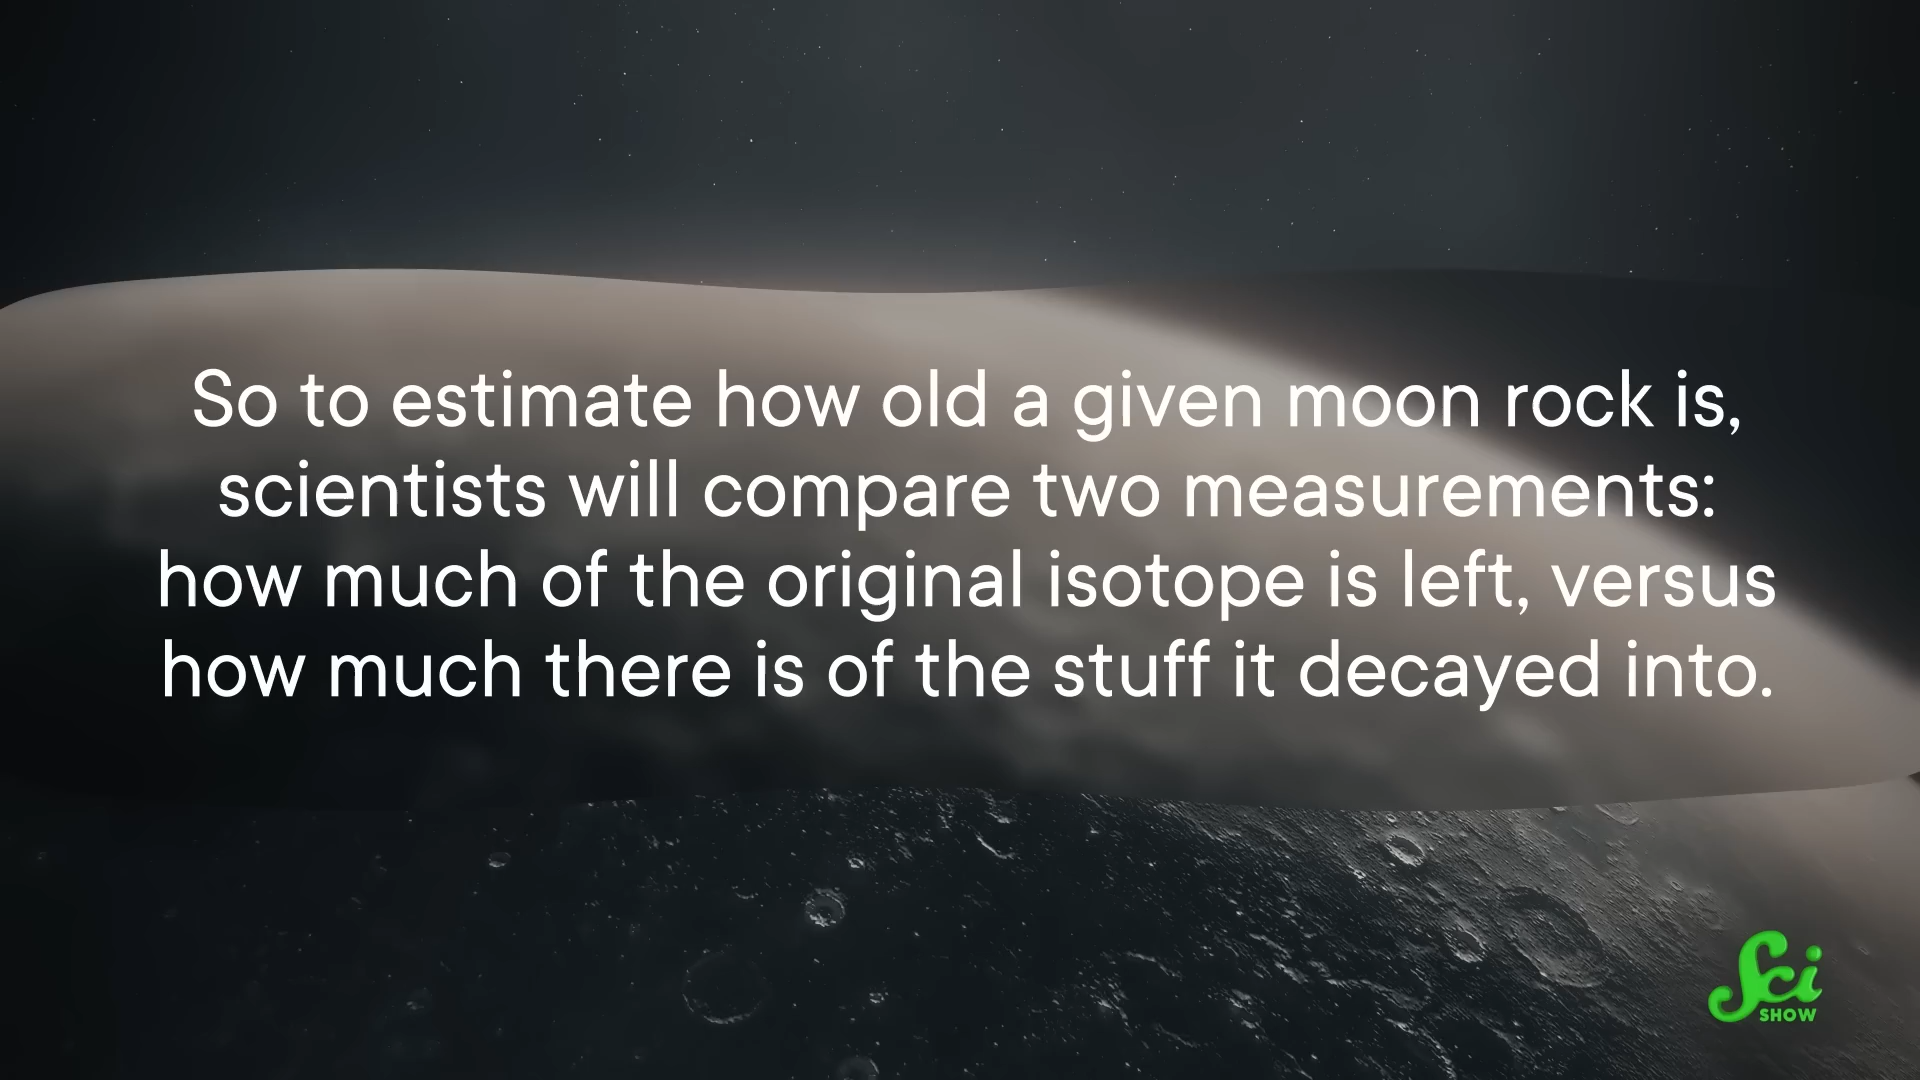 So to estimate how old a given moon rock is,
scientists will compare two measurements:
how much of the original isotope is left, versus
how much there is of the stuff it decayed into.
Sci
SHOW